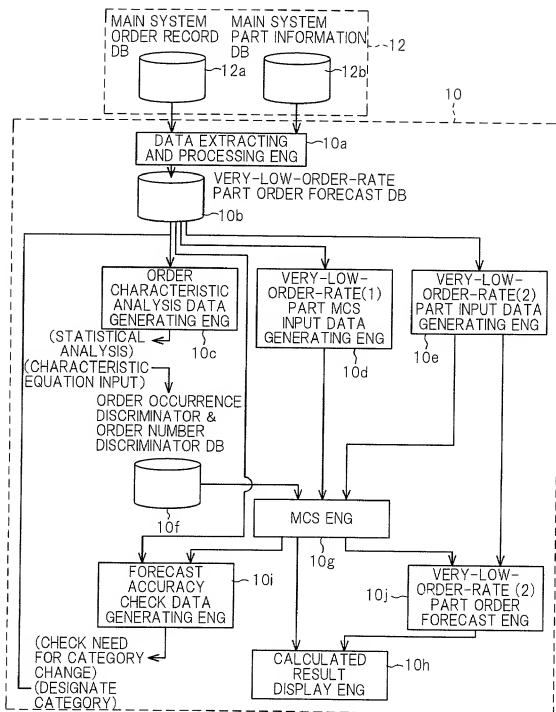 MAIN SYSTEM
ORDER RECORD
DB
MAIN SYSTEM
PART INFORMATION
DB
12
12a
12b
10
DATA EXTRACTING
AND PROCESSING ENG
10a
VERY-LOW-ORDER-RATE
PART ORDER FORECAST DB
10b
ORDER
CHARACTERISTIC
ANALYSIS DATA
GENERATING ENG
10c
VERY-LOW-
ORDER-RATE(1)
PART MCS
INPUT DATA
GENERATING ENG
10d
VERY-LOW-
ORDER-RATE(2)
PART INPUT DATA
GENERATING ENG
10e
(STATISTICAL
ANALYSIS)
(CHARACTERISTIC
EQUATION INPUT)
ORDER OCCURRENCE
DISCRIMINATOR &
ORDER NUMBER
DISCRIMINATOR DB
10f
MCS ENG
10g
FORECAST
ACCURACY
CHECK DATA
GENERATING ENG
10i
VERY-LOW-
ORDER-RATE (2)
PART ORDER
FORECAST ENG
10j
(CHECK NEED
FOR CATEGORY
CHANGE)
(DESIGNATE
CATEGORY)
CALCULATED
RESULT
DISPLAY ENG
10h